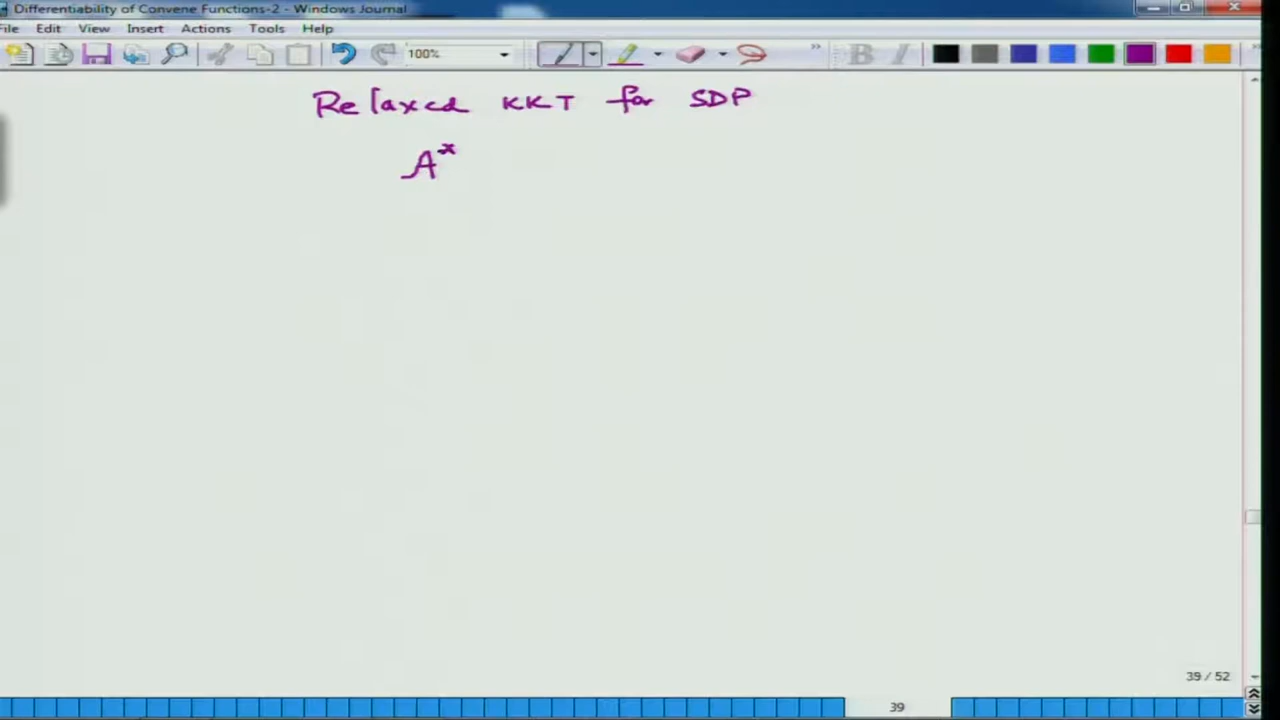 Differentiability of Convene Functions-2 - Windows Journal
File Edit View Insert Actions Tools Help
100%
Relaxed KKT for SDP
A*
39 / 52
39